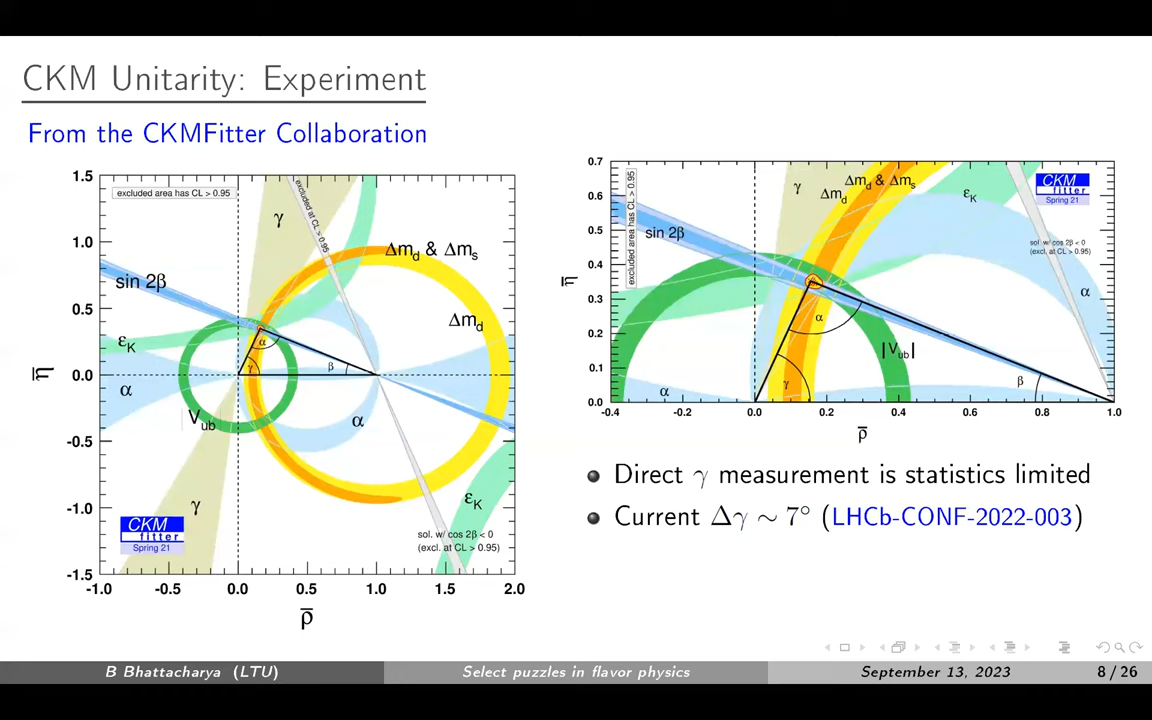 CKM Unitarity: Experiment
From the CKMFitter Collaboration
excluded area has CL > 0.95
excluded at CL > 0.95
γ
Δm_d & Δm_s
sin 2β
Δm_d
ε_K
α
α
γ
β
V_ub
α
γ
ε_K
CKM
fitter
Spring 21
sol. w/ cos 2β < 0
(excl. at CL > 0.95)
1.5
1.0
0.5
0.0
-0.5
-1.0
-1.5
η̅
-1.0 -0.5 0.0 0.5 1.0 1.5 2.0
ρ̅
excluded area has CL > 0.95
γ
Δm_d & Δm_s
Δm_d
ε_K
CKM
fitter
Spring 21
sin 2β
sol. w/ cos 2β < 0
(excl. at CL > 0.95)
α
α
|V_ub|
α
γ
β
0.7
0.6
0.5
0.4
0.3
0.2
0.1
0.0
η̅
-0.4 -0.2 0.0 0.2 0.4 0.6 0.8 1.0
ρ̅
Direct γ measurement is statistics limited
Current Δγ ∼ 7° (LHCb-CONF-2022-003)
B Bhattacharya (LTU) Select puzzles in flavor physics September 13, 2023 8 / 26